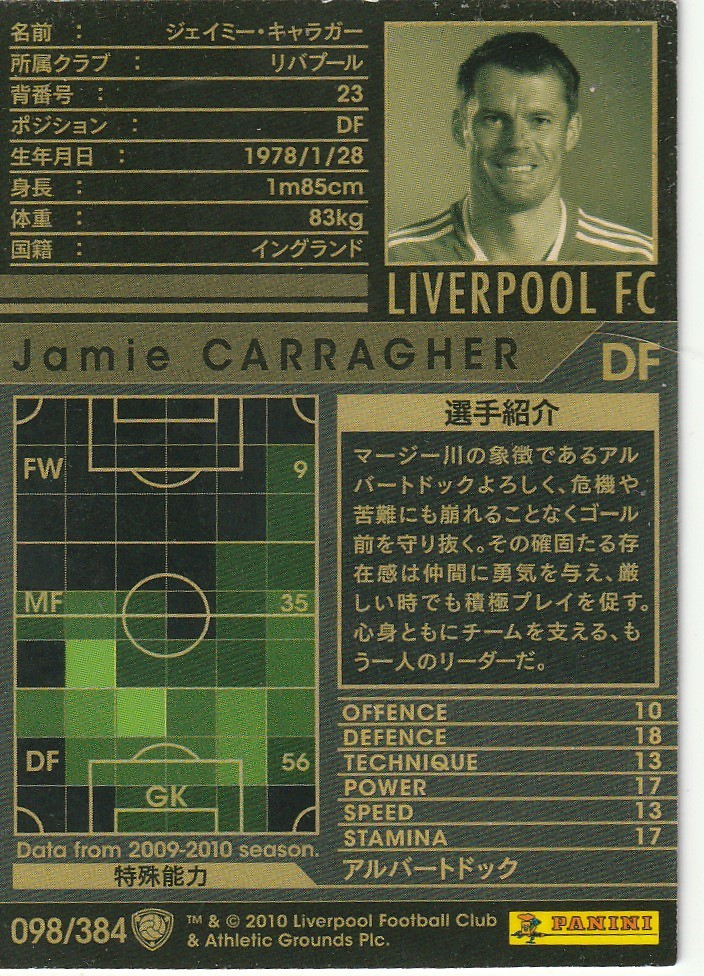 名前 : ジェイミー・キャラガー
所属クラブ : リバプール
背番号 : 23
ポジション : DF
生年月日 : 1978/1/28
身長 : 1m85cm
体重 : 83kg
国籍 : イングランド
LIVERPOOL FC
Jamie CARRAGHER DF
FW 9
MF 35
DF 56
GK
Data from 2009-2010 season.
特殊能力
選手紹介
マージー川の象徴であるアル
バートドックよろしく、危機や
苦難にも崩れることなくゴール
前を守り抜く。その確固たる存
在感は仲間に勇気を与え、厳
しい時でも積極プレイを促す。
心身ともにチームを支える、も
う一人のリーダーだ。
OFFENCE 10
DEFENCE 18
TECHNIQUE 13
POWER 17
SPEED 13
STAMINA 17
アルバートドック
098/384
™ & © 2010 Liverpool Football Club
& Athletic Grounds Plc.
PANINI